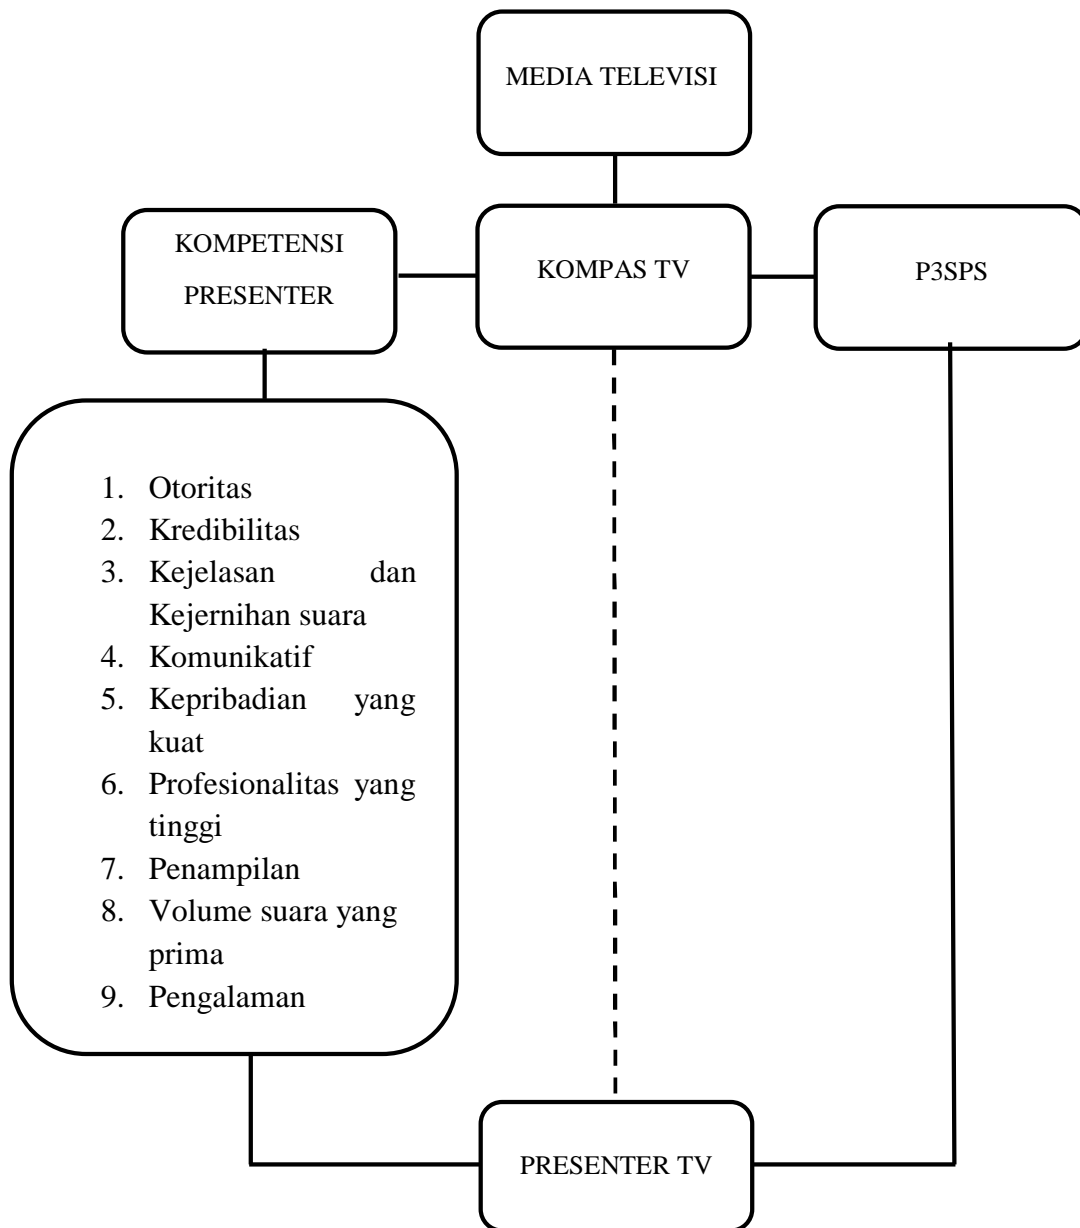 MEDIA TELEVISI
KOMPETENSI
PRESENTER
KOMPAS TV
P3SPS
1. Otoritas
2. Kredibilitas
3. Kejelasan dan
Kejernihan suara
4. Komunikatif
5. Kepribadian yang
kuat
6. Profesionalitas yang
tinggi
7. Penampilan
8. Volume suara yang
prima
9. Pengalaman
PRESENTER TV